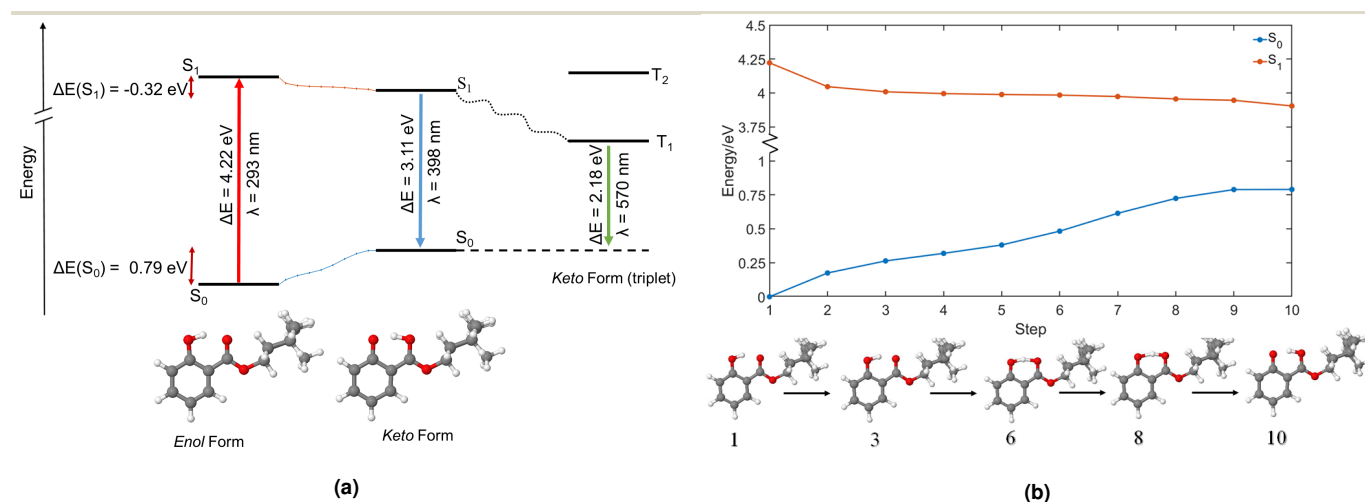 Energy
S1
ΔE(S1) = -0.32 eV
ΔE = 4.22 eV
λ = 293 nm
S1
ΔE = 3.11 eV
λ = 398 nm
T2
T1
ΔE = 2.18 eV
λ = 570 nm
ΔE(S0) = 0.79 eV
S0
S0
Keto Form (triplet)
Enol Form
Keto Form
(a)
S0
S1
Energy/eV
4.5
4.25
4
3.75
1
0.75
0.5
0.25
0
1 2 3 4 5 6 7 8 9 10
Step
1 3 6 8 10
(b)